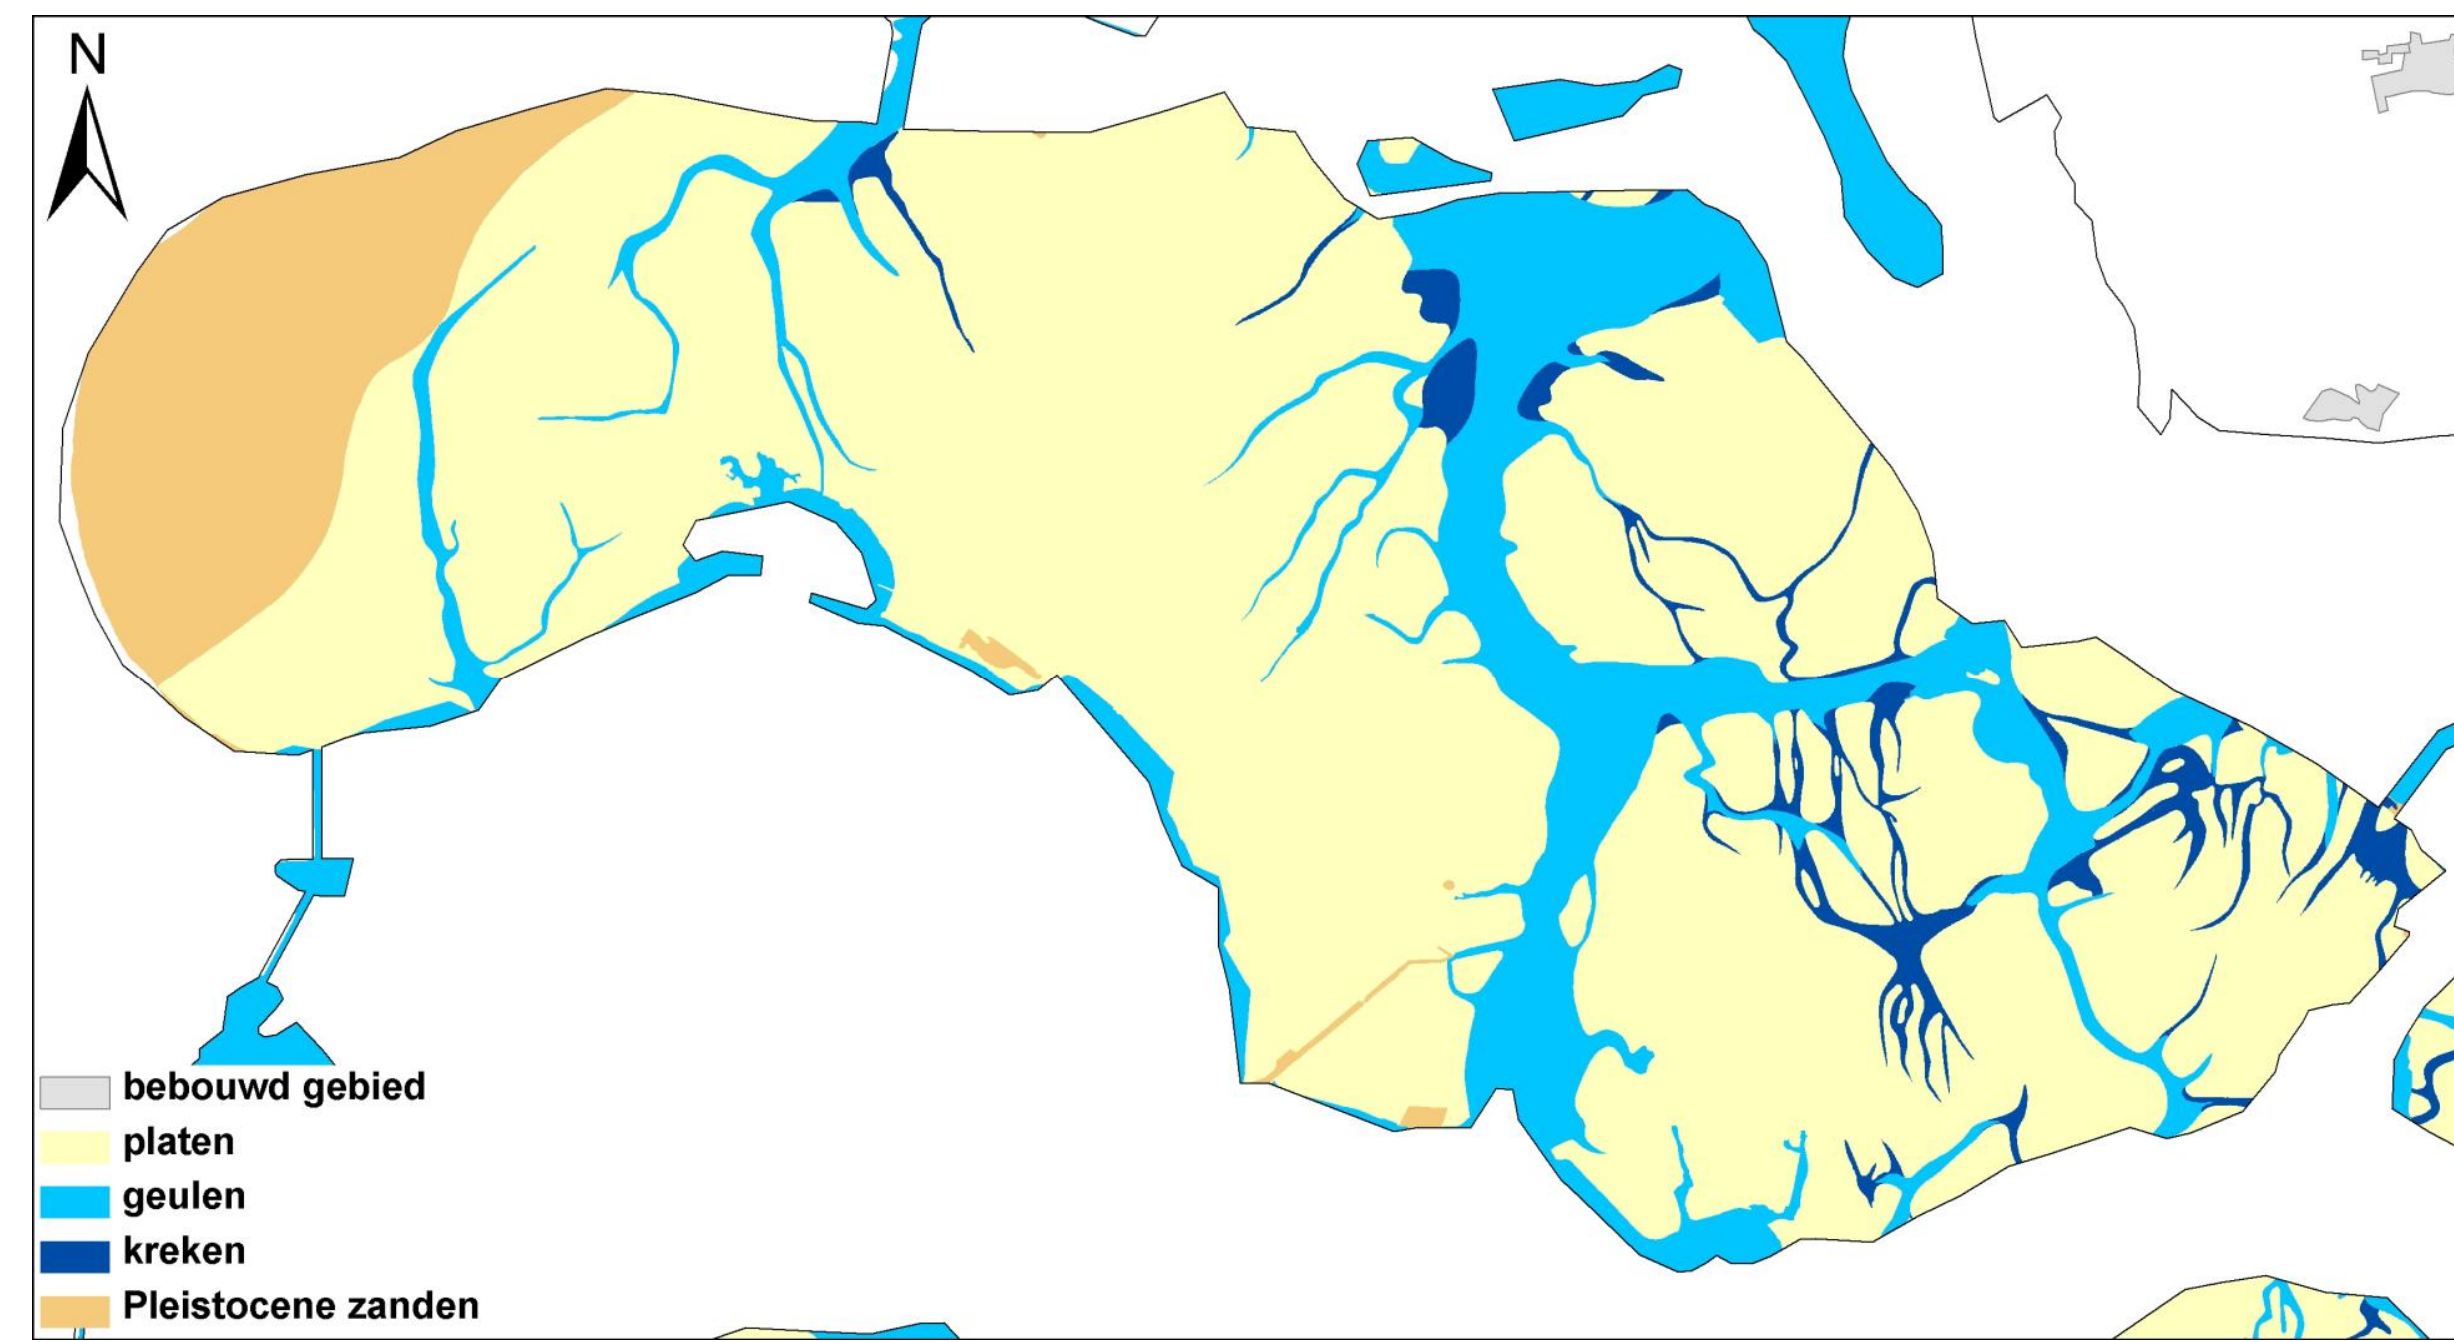 N
bebouwd gebied
platen
geulen
kreken
Pleistocene zanden